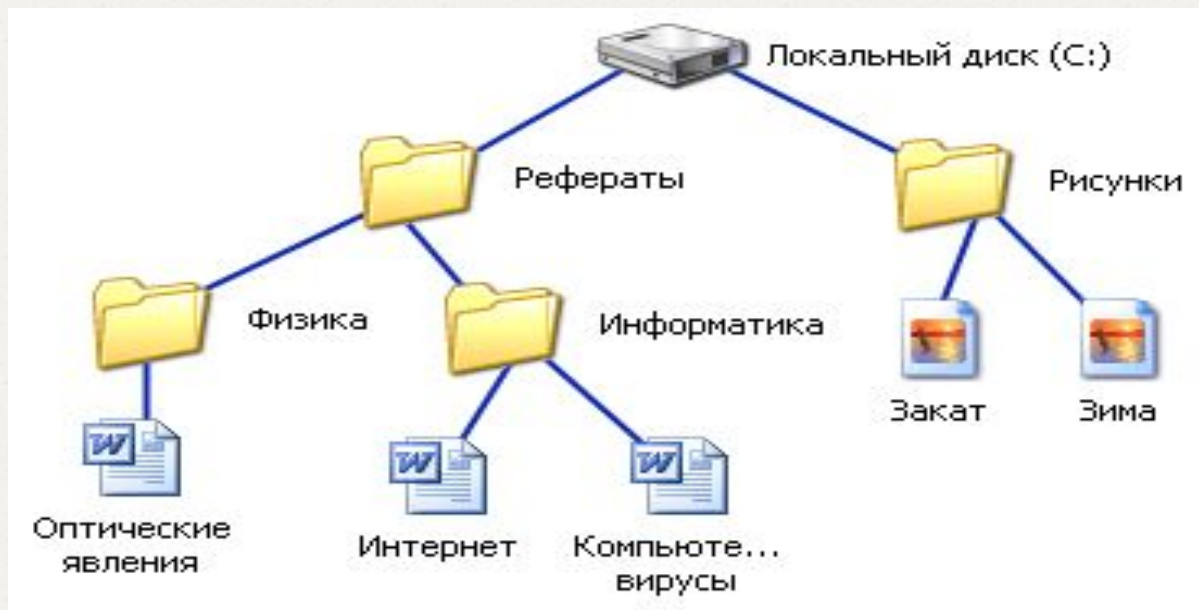 Локальный диск (C:)
Рефераты
Рисунки
Физика
Информатика
Закат
Зима
Оптические
явления
Интернет
Компьюте...
вирусы